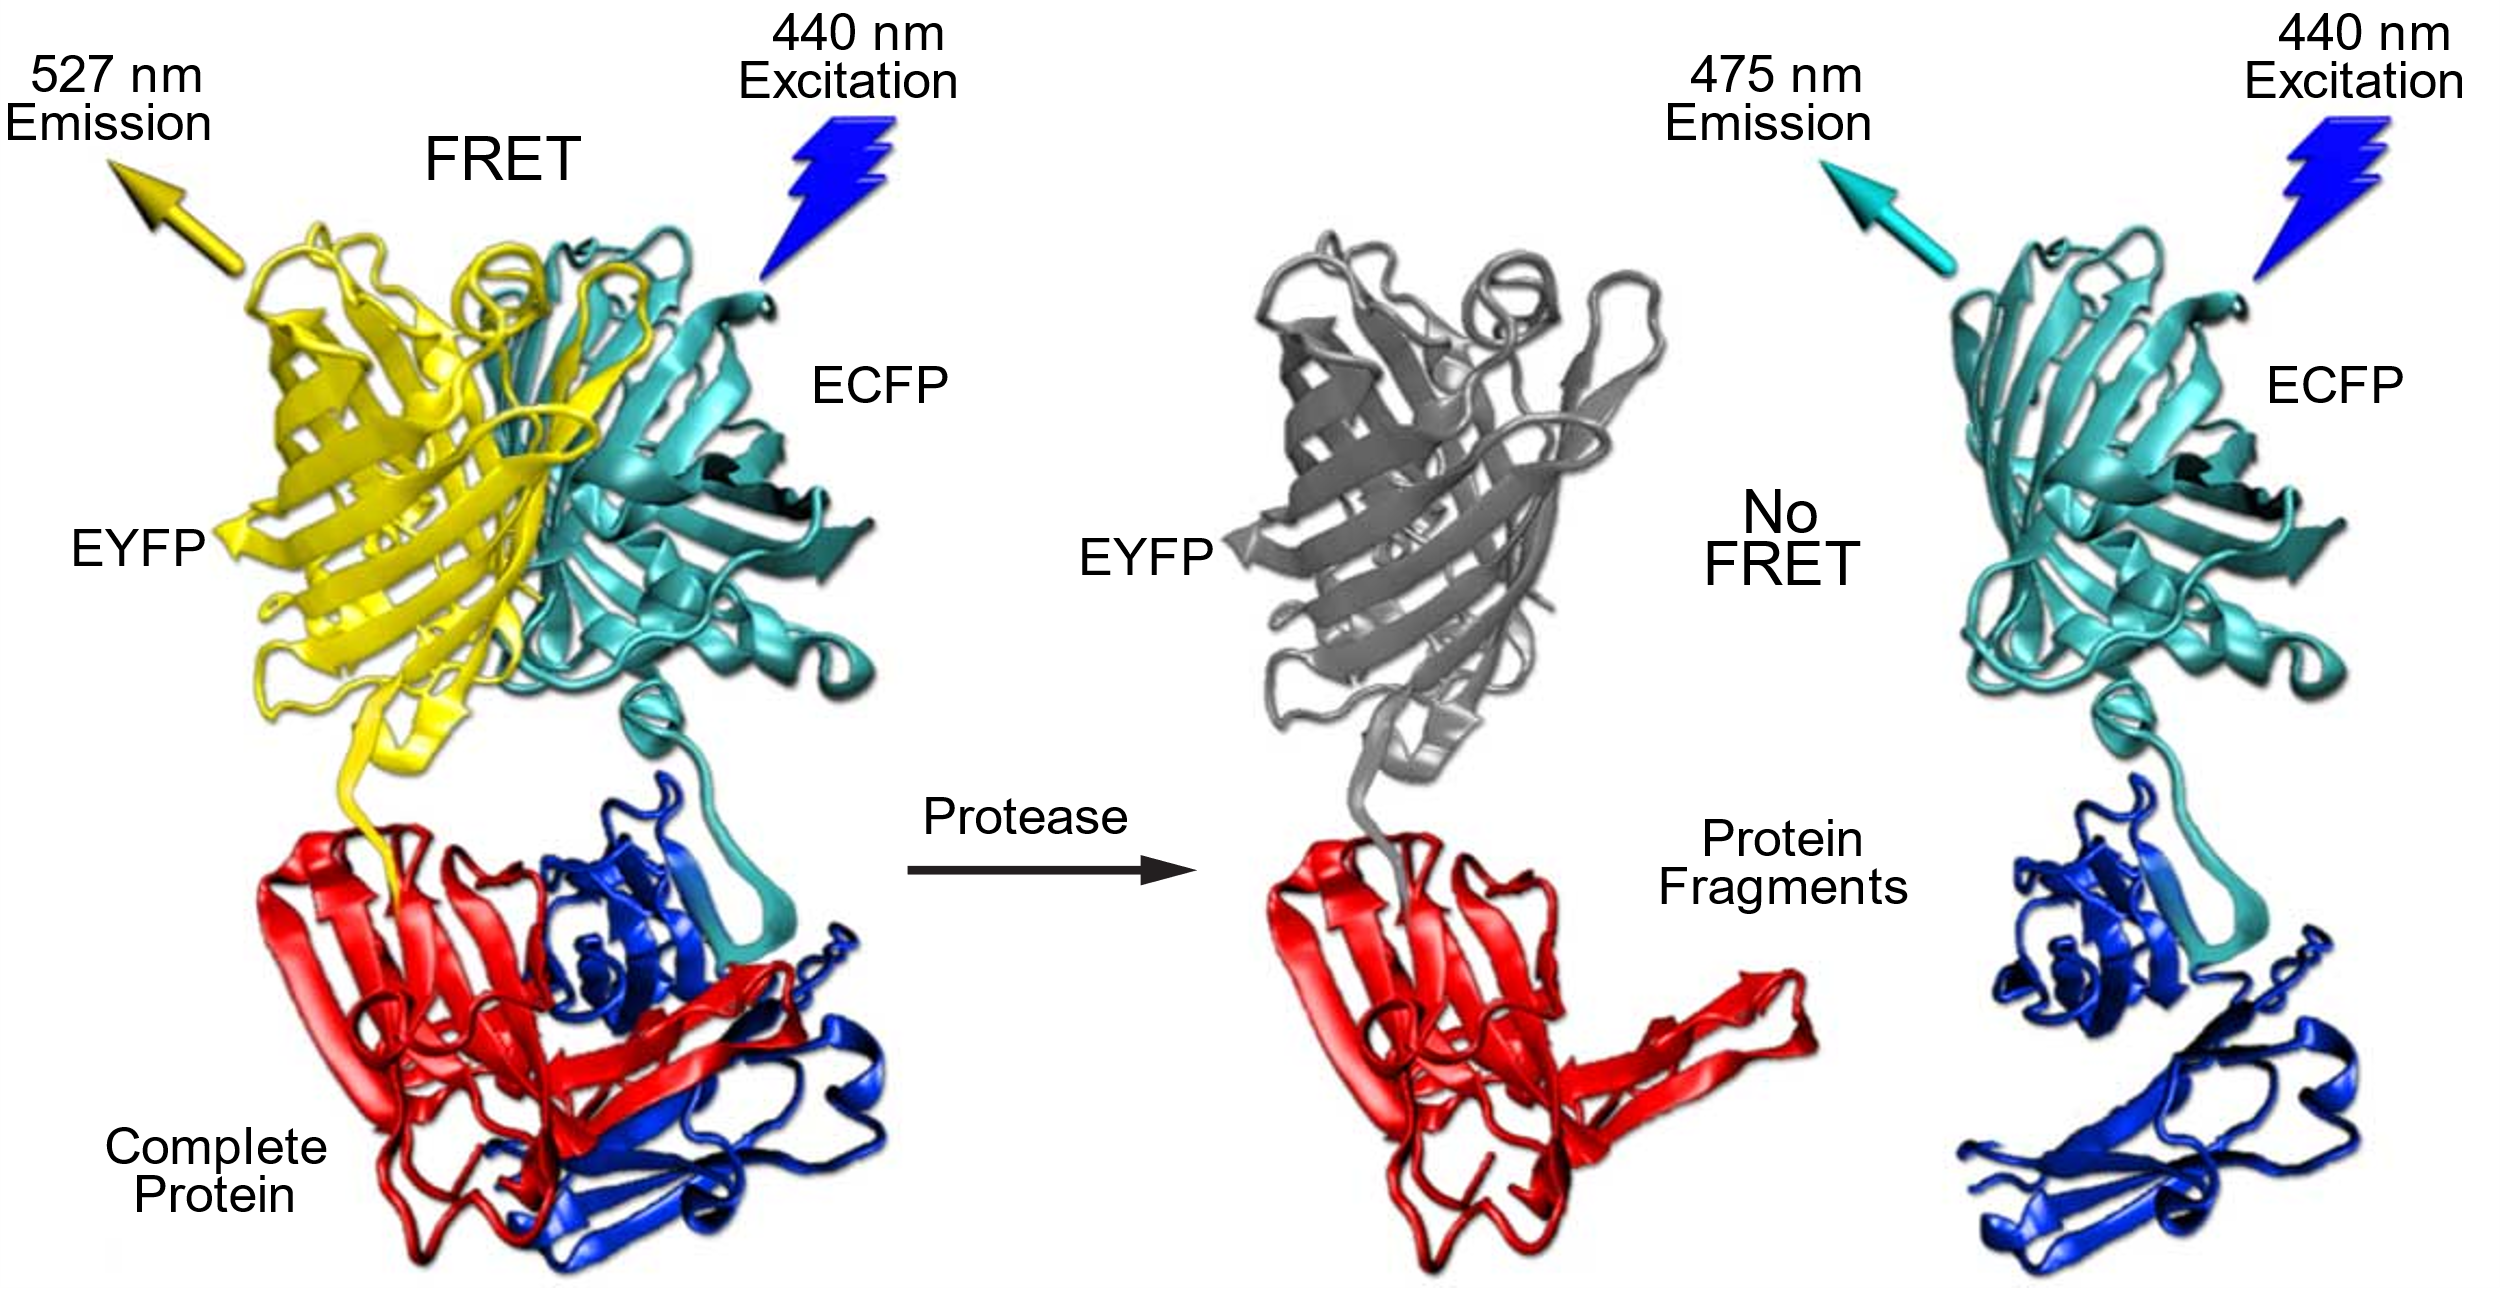 527 nm
Emission
FRET
440 nm
Excitation
ECFP
EYFP
Complete
Protein
Protease
EYFP
No
FRET
Protein
Fragments
475 nm
Emission
440 nm
Excitation
ECFP